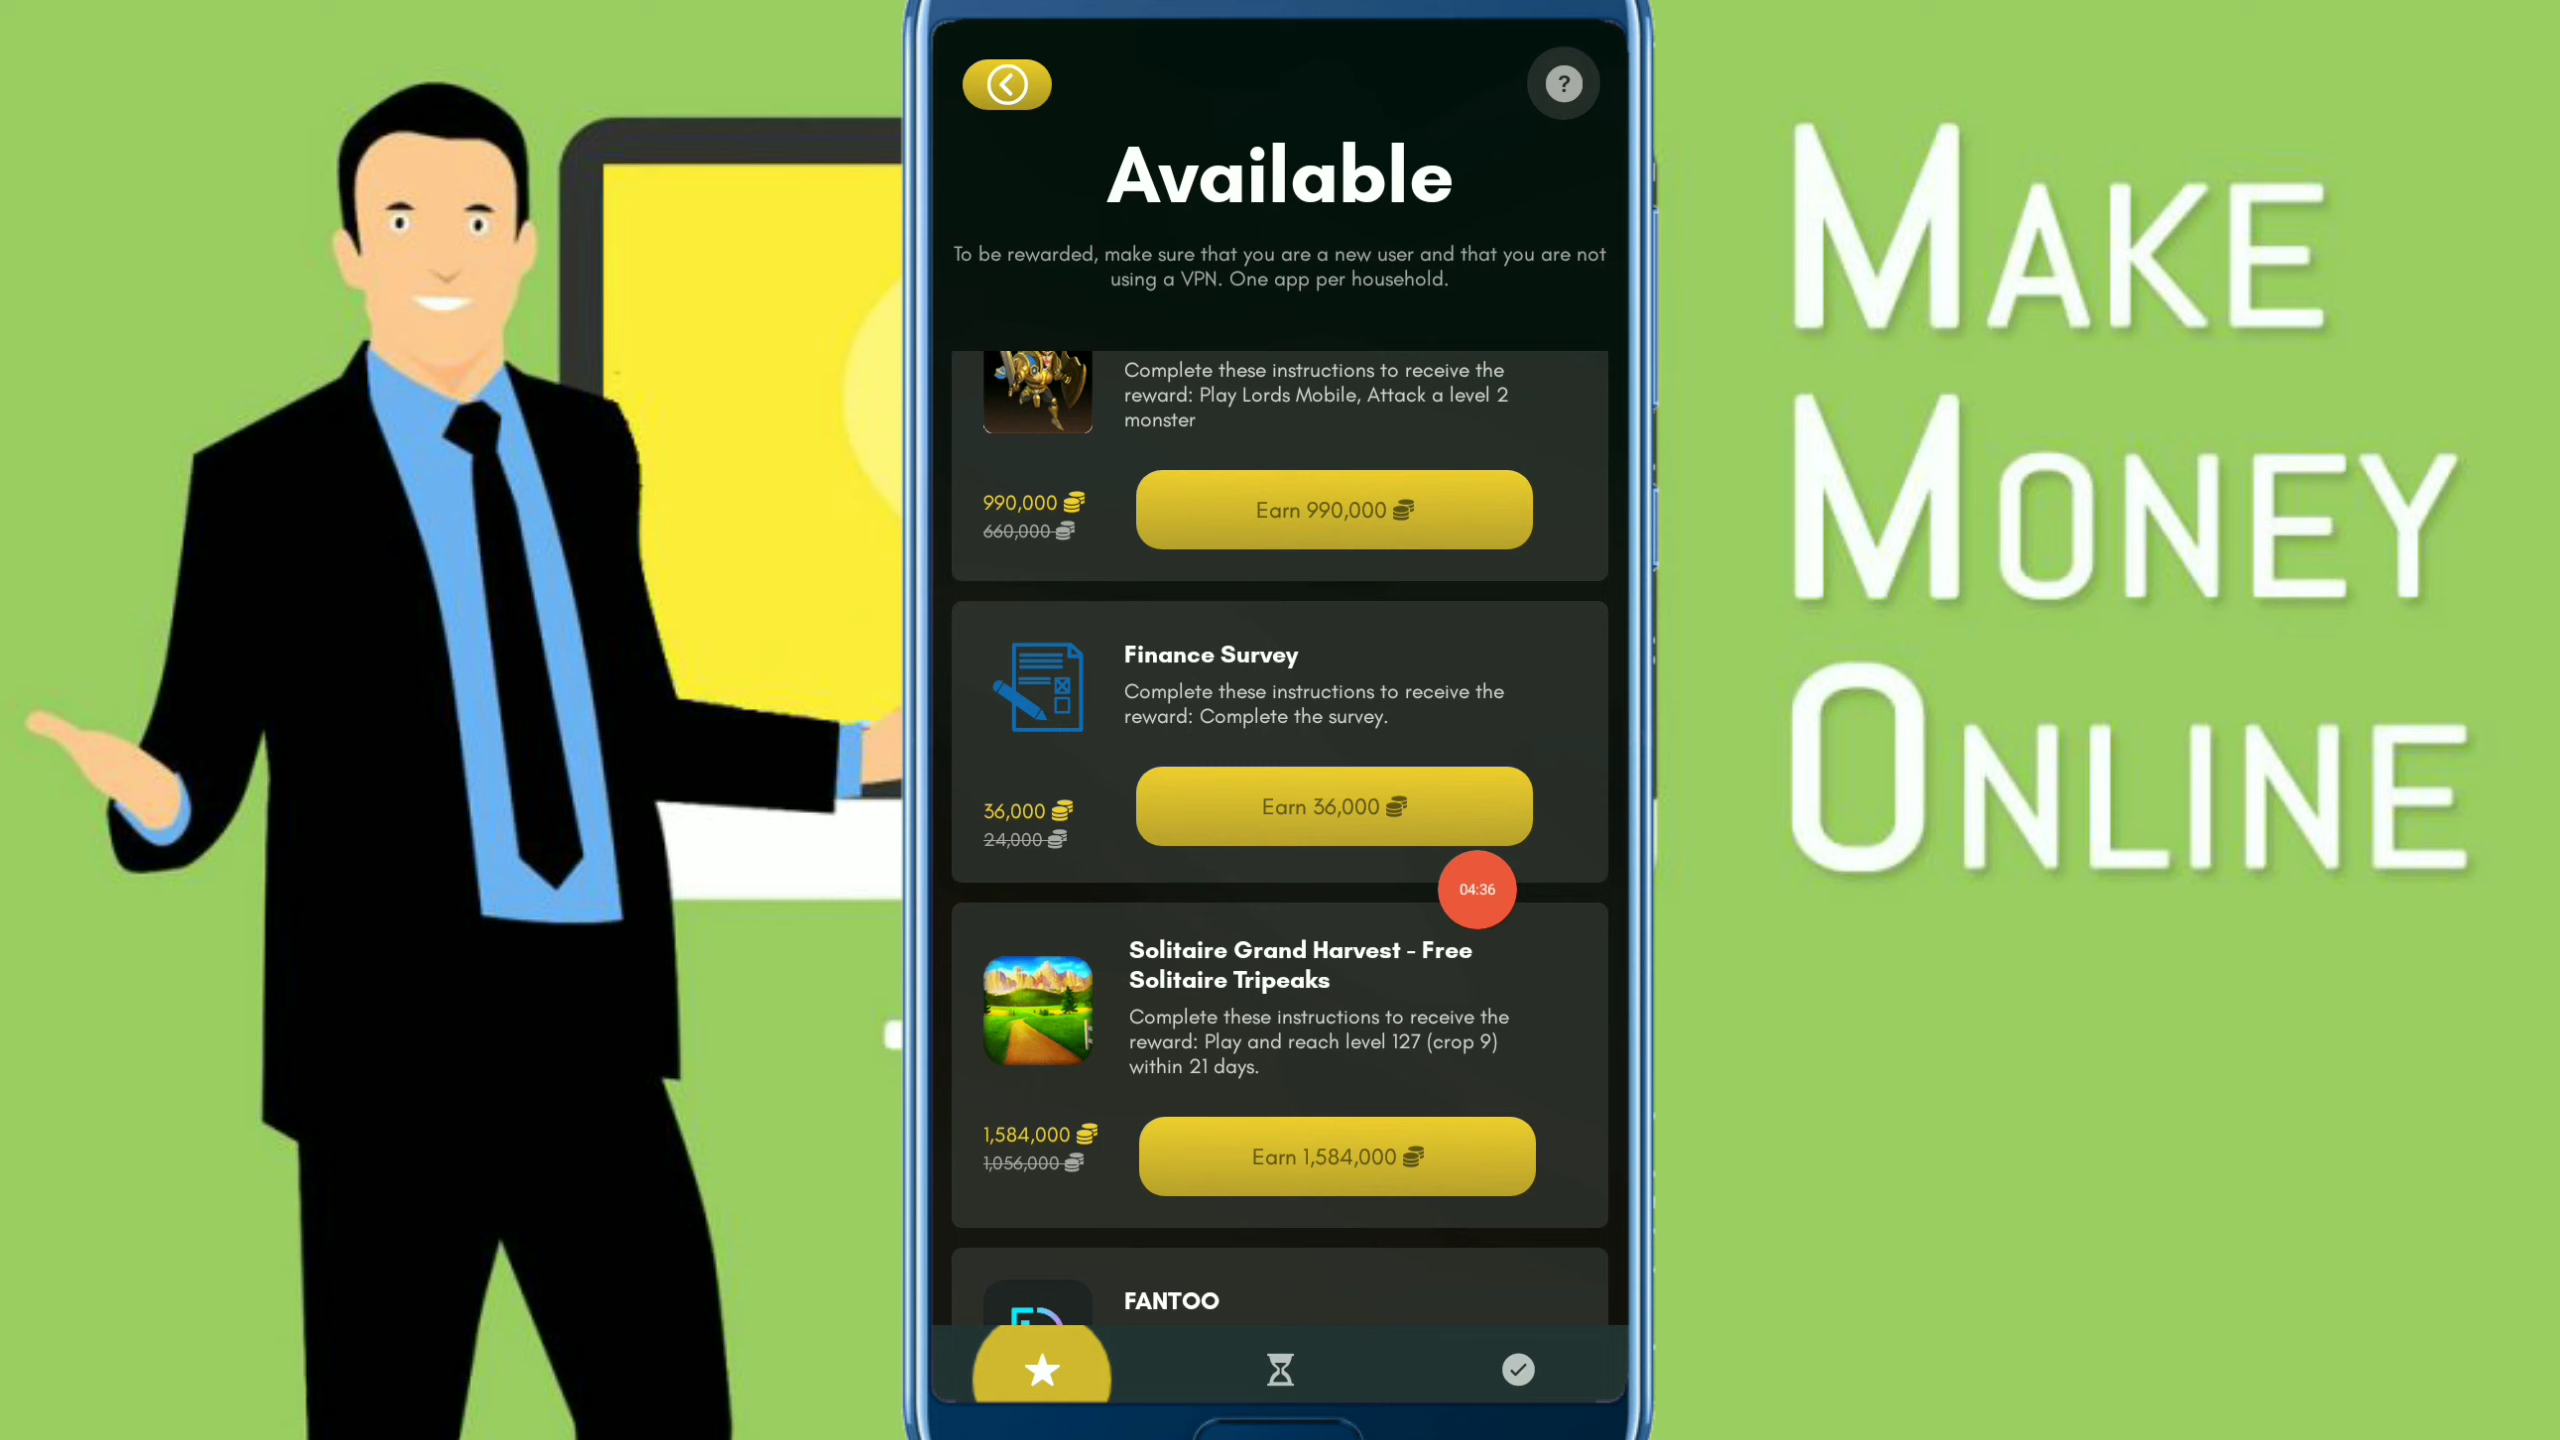 Available
To be rewarded, make sure that you are a new user and that you are not
using a VPN. One app per household.
Complete these instructions to receive the
reward: Play Lords Mobile, Attack a level 2
monster
990,000
660,000
Earn 990,000
Finance Survey
Complete these instructions to receive the
reward: Complete the survey.
36,000
24,000
Earn 36,000
04:36
Solitaire Grand Harvest - Free
Solitaire Tripeaks
Complete these instructions to receive the
reward: Play and reach level 127 (crop 9)
within 21 days.
1,584,000
1,056,000
Earn 1,584,000
FANTOO
MAKE
MONEY
ONLINE